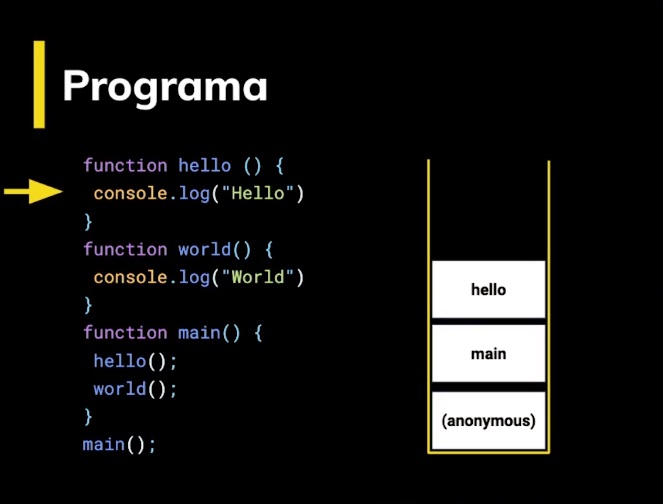 Programa
function hello () {
console.log("Hello")
}
function world() {
console.log("World")
}
function main() {
hello();
world();
}
main();
hello
main
(anonymous)